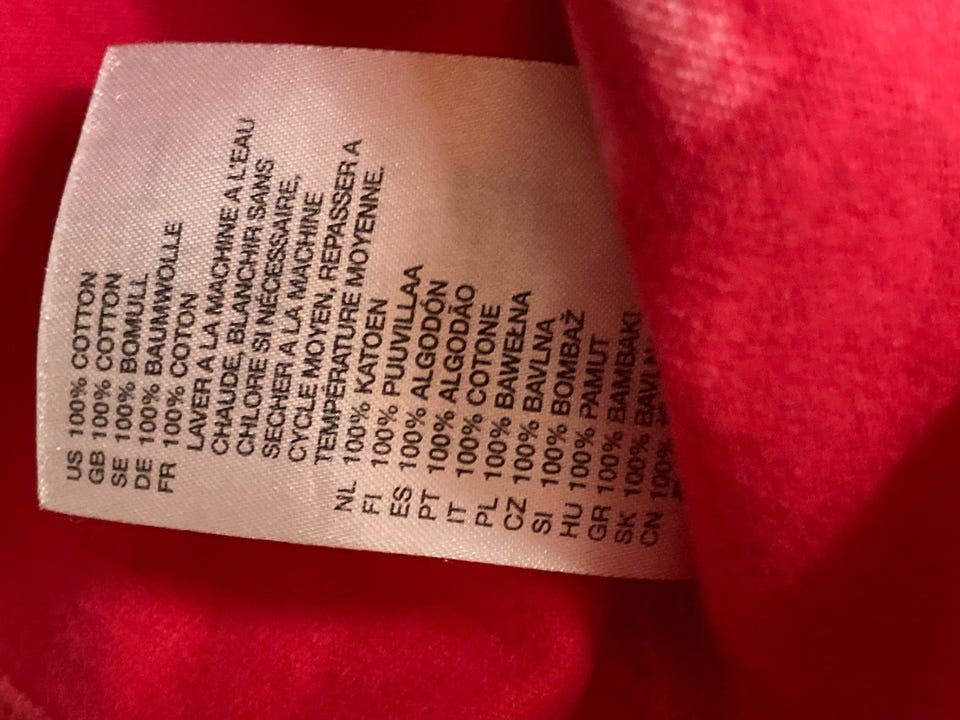 US 100% COTTON
GB 100% COTTON
SE 100% BOMULL
DE 100% BAUMWOLLE
FR 100% COTON
LAVER A LA MACHINE A L'EAU
CHAUDE, BLANCHIR SANS
CHLORE SI NÉCESSAIRE,
SECHER A LA MACHINE
CYCLE MOYEN, REPASSER A
TEMPÉRATURE MOYENNE.
NL 100% KATOEN
FI 100% PUUVILLAA
ES 100% ALGODÓN
PT 100% ALGODÃO
IT 100% COTONE
PL 100% BAWEŁNA
CZ 100% BAVLNA
SI 100% BOMBAŽ
HU 100% PAMUT
GR 100% BAMBAKI
SK 100% BAVLN
CN 100%